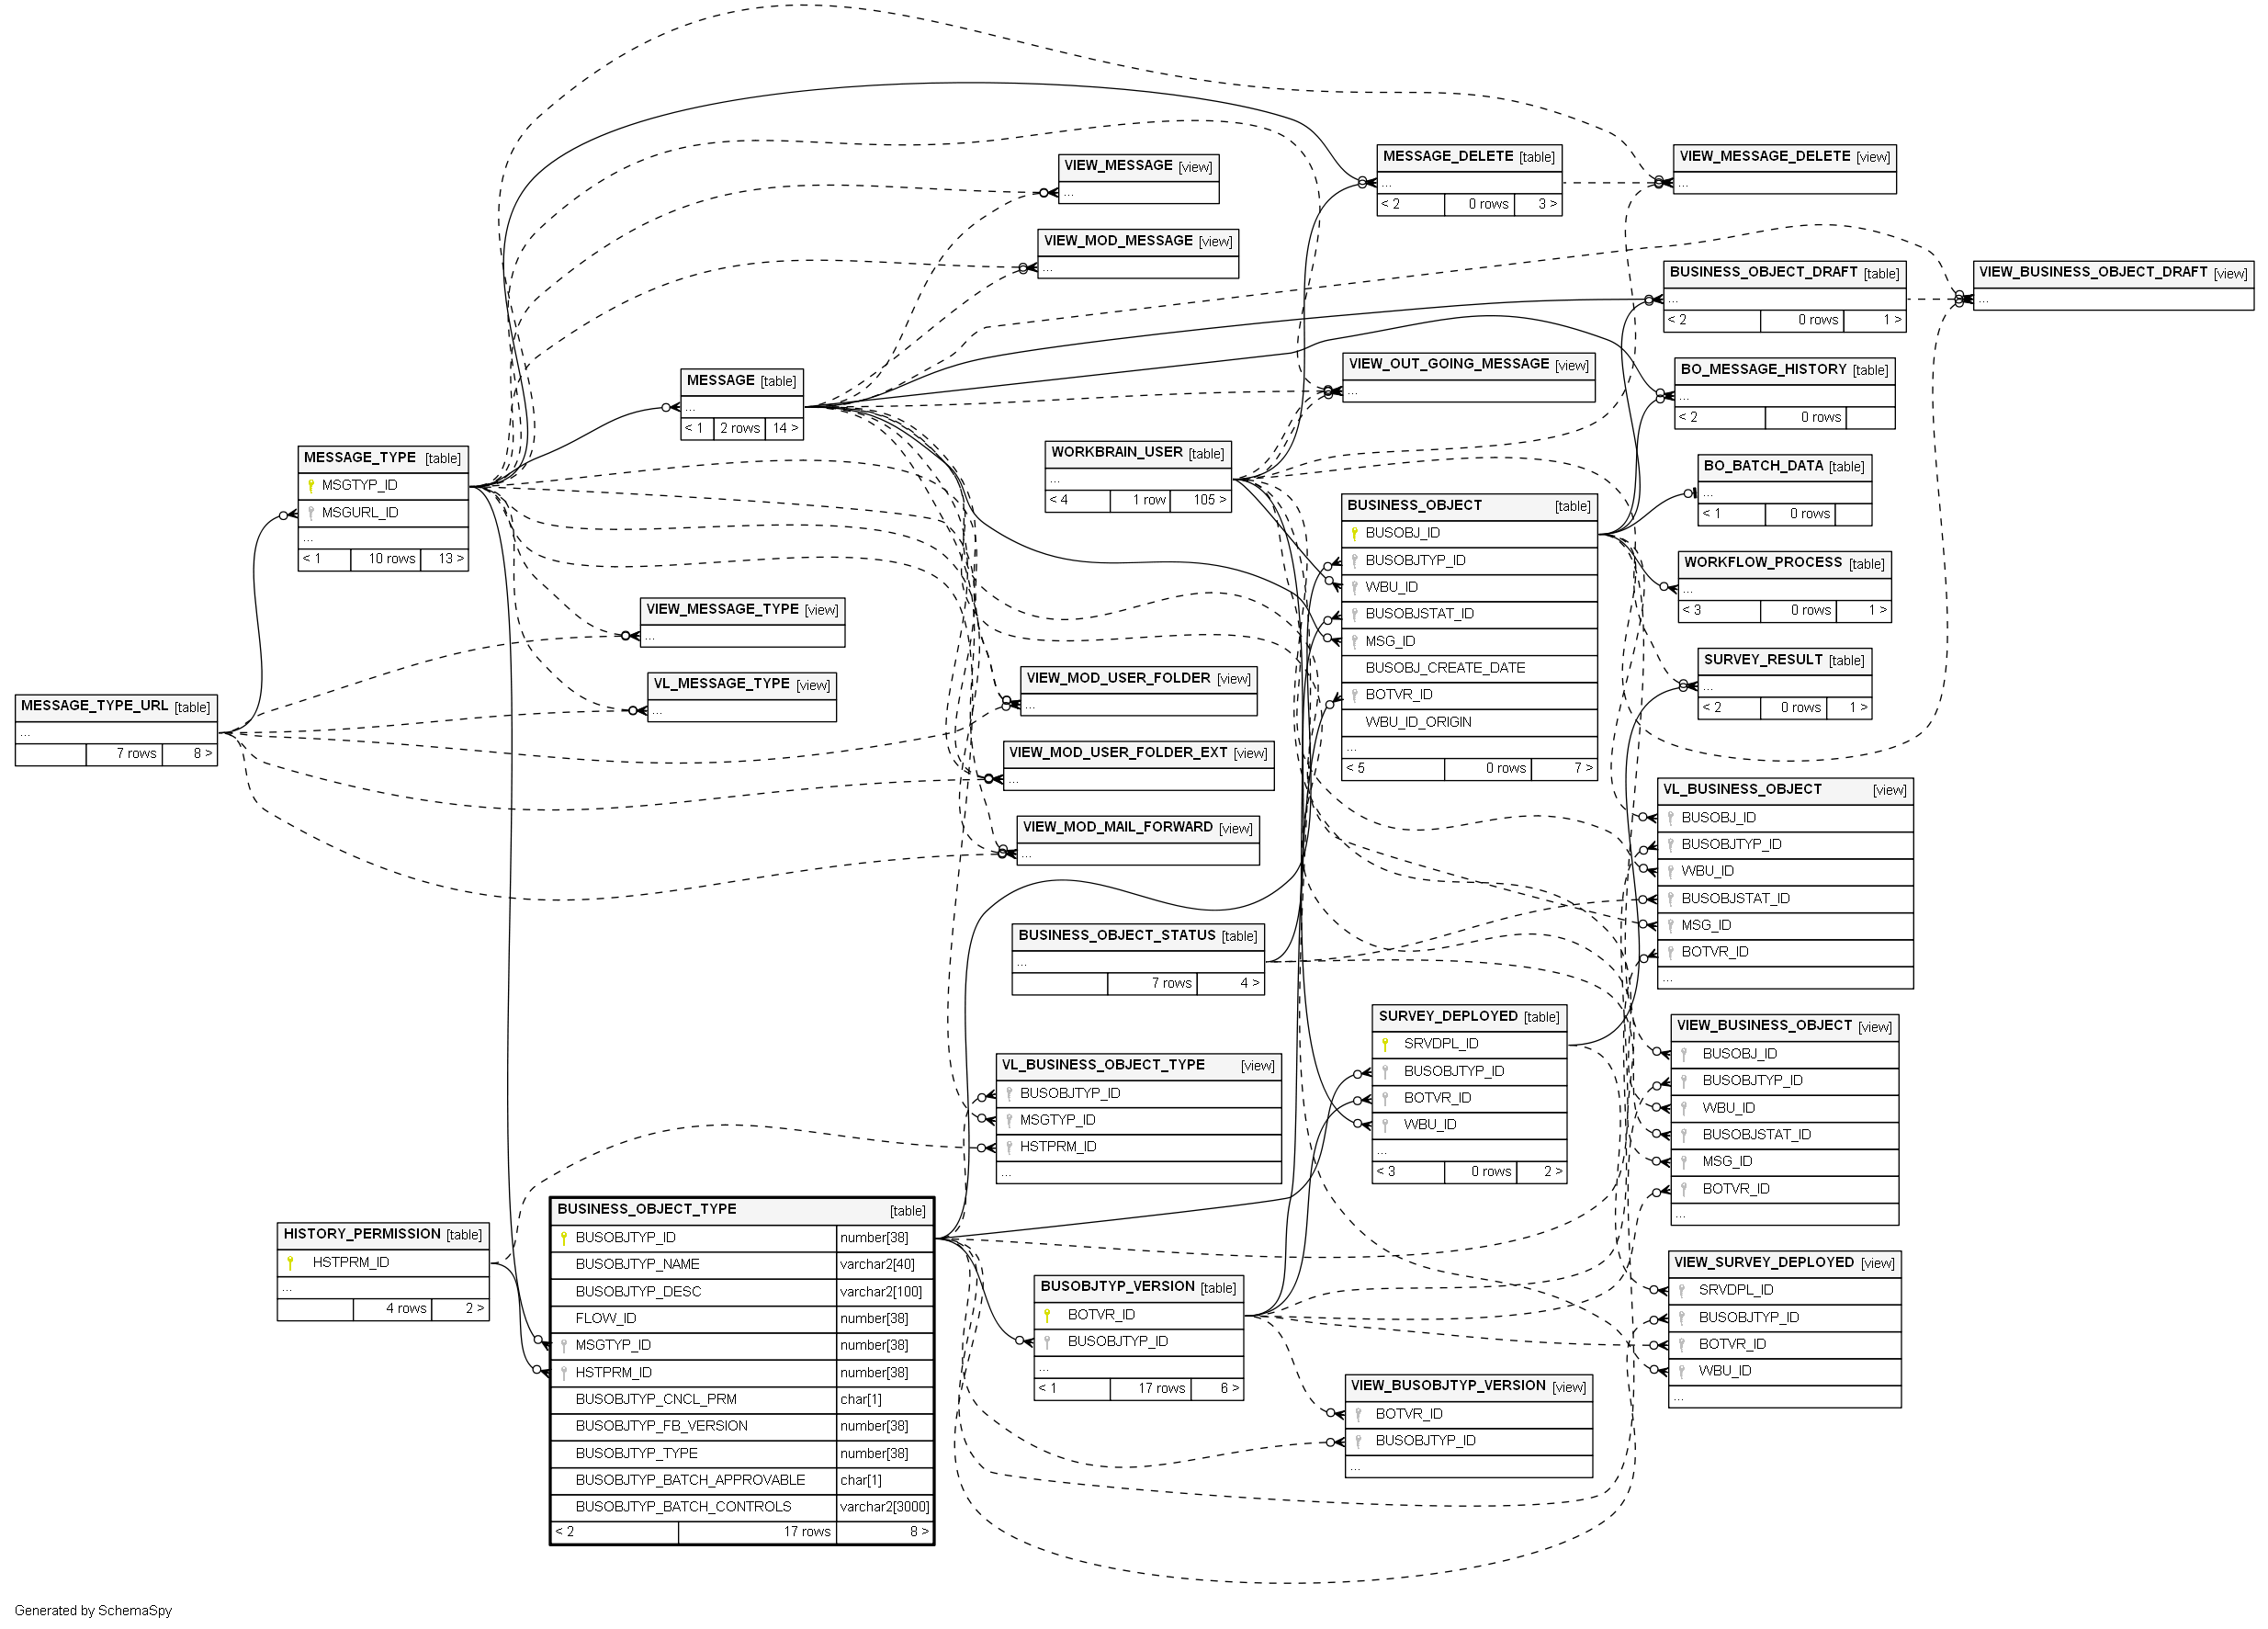 VIEW_MESSAGE [view]
...
MESSAGE_DELETE [table]
...
< 2 0 rows 3 >
VIEW_MESSAGE_DELETE [view]
...
VIEW_MOD_MESSAGE [view]
...
BUSINESS_OBJECT_DRAFT [table]
...
< 2 0 rows 1 >
VIEW_BUSINESS_OBJECT_DRAFT [view]
...
MESSAGE [table]
...
< 1 2 rows 14 >
VIEW_OUT_GOING_MESSAGE [view]
...
BO_MESSAGE_HISTORY [table]
...
< 2 0 rows
MESSAGE_TYPE [table]
MSGTYP_ID
MSGURL_ID
...
< 1 10 rows 13 >
WORKBRAIN_USER [table]
...
< 4 1 row 105 >
BO_BATCH_DATA [table]
...
< 1 0 rows
BUSINESS_OBJECT [table]
BUSOBJ_ID
BUSOBJTYP_ID
WBU_ID
BUSOBJSTAT_ID
MSG_ID
BUSOBJ_CREATE_DATE
BOTVR_ID
WBU_ID_ORIGIN
...
< 5 0 rows 7 >
WORKFLOW_PROCESS [table]
...
< 3 0 rows 1 >
VIEW_MESSAGE_TYPE [view]
...
SURVEY_RESULT [table]
...
< 2 0 rows 1 >
MESSAGE_TYPE_URL [table]
...
7 rows 8 >
VL_MESSAGE_TYPE [view]
...
VIEW_MOD_USER_FOLDER [view]
...
VIEW_MOD_USER_FOLDER_EXT [view]
...
VIEW_MOD_MAIL_FORWARD [view]
...
VL_BUSINESS_OBJECT [view]
BUSOBJ_ID
BUSOBJTYP_ID
WBU_ID
BUSOBJSTAT_ID
MSG_ID
BOTVR_ID
...
BUSINESS_OBJECT_STATUS [table]
...
7 rows 4 >
SURVEY_DEPLOYED [table]
SRVDPL_ID
BUSOBJTYP_ID
BOTVR_ID
WBU_ID
...
< 3 0 rows 2 >
VIEW_BUSINESS_OBJECT [view]
BUSOBJ_ID
BUSOBJTYP_ID
WBU_ID
BUSOBJSTAT_ID
MSG_ID
BOTVR_ID
...
VL_BUSINESS_OBJECT_TYPE [view]
BUSOBJTYP_ID
MSGTYP_ID
HSTPRM_ID
...
HISTORY_PERMISSION [table]
HSTPRM_ID
...
4 rows 2 >
BUSINESS_OBJECT_TYPE [table]
BUSOBJTYP_ID number[38]
BUSOBJTYP_NAME varchar2[40]
BUSOBJTYP_DESC varchar2[100]
FLOW_ID number[38]
MSGTYP_ID number[38]
HSTPRM_ID number[38]
BUSOBJTYP_CNCL_PRM char[1]
BUSOBJTYP_FB_VERSION number[38]
BUSOBJTYP_TYPE number[38]
BUSOBJTYP_BATCH_APPROVABLE char[1]
BUSOBJTYP_BATCH_CONTROLS varchar2[3000]
< 2 17 rows 8 >
BUSOBJTYP_VERSION [table]
BOTVR_ID
BUSOBJTYP_ID
...
< 1 17 rows 6 >
VIEW_SURVEY_DEPLOYED [view]
SRVDPL_ID
BUSOBJTYP_ID
BOTVR_ID
WBU_ID
...
VIEW_BUSOBJTYP_VERSION [view]
BOTVR_ID
BUSOBJTYP_ID
...
Generated by SchemaSpy